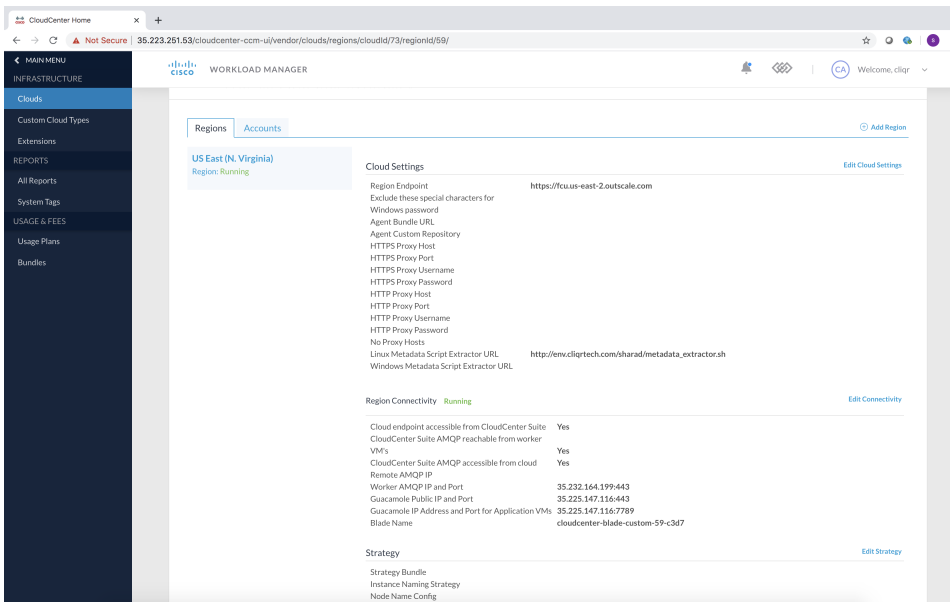 CloudCenter Home
Not Secure 35.223.251.53/cloudcenter-ccm-ui/vendor/clouds/regions/cloudId/73/regionId/59/
MAIN MENU
INFRASTRUCTURE
Clouds
Custom Cloud Types
Extensions
REPORTS
All Reports
System Tags
USAGE & FEES
Usage Plans
Bundles
CISCO WORKLOAD MANAGER
CA Welcome, cliqr
Regions Accounts Add Region
US East (N. Virginia)
Region: Running
Cloud Settings Edit Cloud Settings
Region Endpoint https://fcu.us-east-2.outscale.com
Exclude these special characters for
Windows password
Agent Bundle URL
Agent Custom Repository
HTTPS Proxy Host
HTTPS Proxy Port
HTTPS Proxy Username
HTTPS Proxy Password
HTTP Proxy Host
HTTP Proxy Port
HTTP Proxy Username
HTTP Proxy Password
No Proxy Hosts
Linux Metadata Script Extractor URL http://env.cliqrtech.com/sharad/metadata_extractor.sh
Windows Metadata Script Extractor URL
Region Connectivity Running Edit Connectivity
Cloud endpoint accessible from CloudCenter Suite Yes
CloudCenter Suite AMQP reachable from worker
VM's Yes
CloudCenter Suite AMQP accessible from cloud Yes
Remote AMQP IP
Worker AMQP IP and Port 35.232.164.199:443
Guacamole Public IP and Port 35.225.147.116:443
Guacamole IP Address and Port for Application VMs 35.225.147.116:7789
Blade Name cloudcenter-blade-custom-59-c3d7
Strategy Edit Strategy
Strategy Bundle
Instance Naming Strategy
Node Name Config